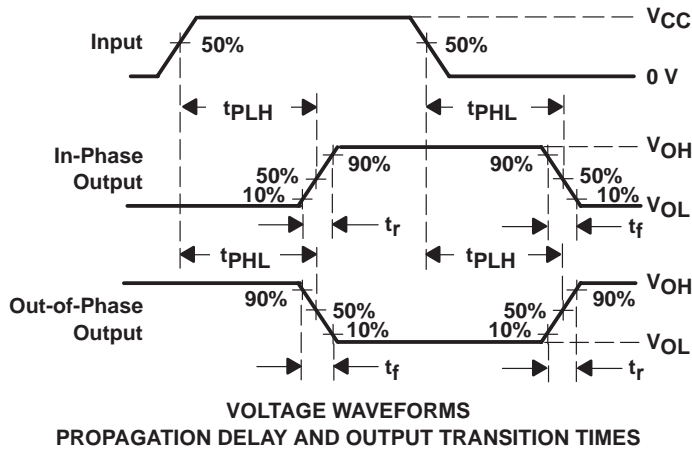 VCC
Input
50%
50%
0 V
tPLH
tPHL
In-Phase
Output
VOH
90%
90%
50%
50%
10%
10%
VOL
tr
tf
tPHL
tPLH
Out-of-Phase
Output
VOH
90%
90%
50%
50%
10%
10%
VOL
tf
tr
VOLTAGE WAVEFORMS
PROPAGATION DELAY AND OUTPUT TRANSITION TIMES